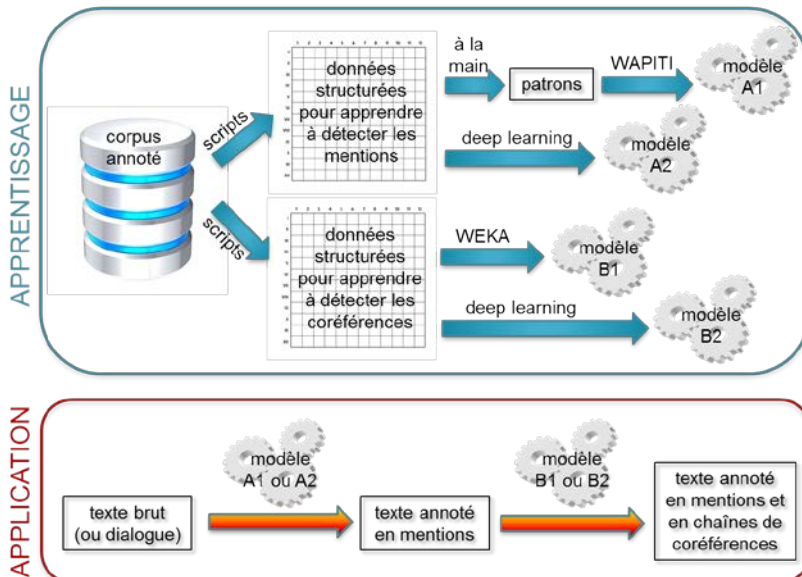 APPRENTISSAGE
corpus
annoté
scripts
scripts
données
structurées
pour apprendre
à détecter les
mentions
à la
main
patrons
WAPITI
modèle
A1
deep learning
modèle
A2
données
structurées
pour apprendre
à détecter les
coréférences
WEKA
modèle
B1
deep learning
modèle
B2
APPLICATION
texte brut
(ou dialogue)
modèle
A1 ou A2
texte annoté
en mentions
modèle
B1 ou B2
texte annoté
en mentions et
en chaînes de
coréférences